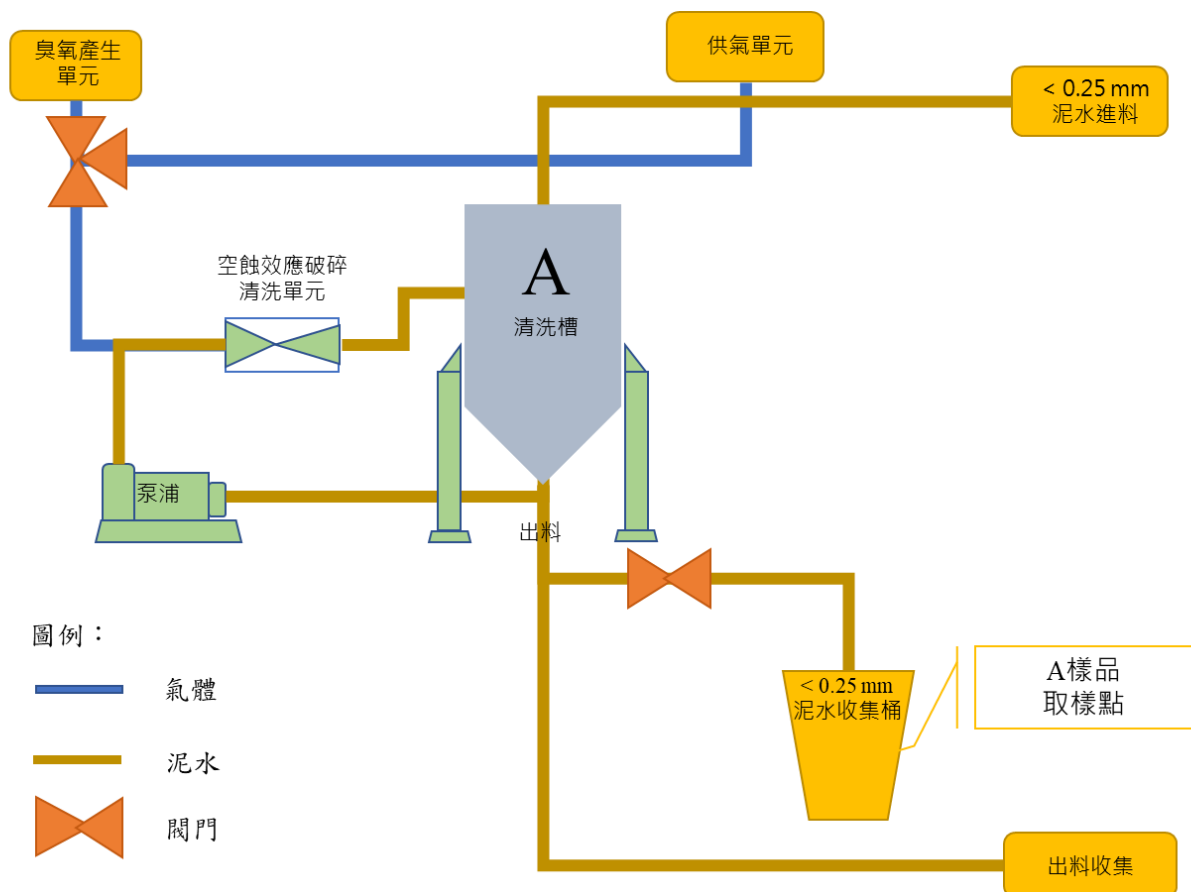 臭氧產生
單元
供氣單元
< 0.25 mm
泥水進料
空蝕效應破碎
清洗單元
A
清洗槽
泵浦
出料
圖例：
氣體
泥水
閥門
< 0.25 mm
泥水收集桶
A樣品
取樣點
出料收集